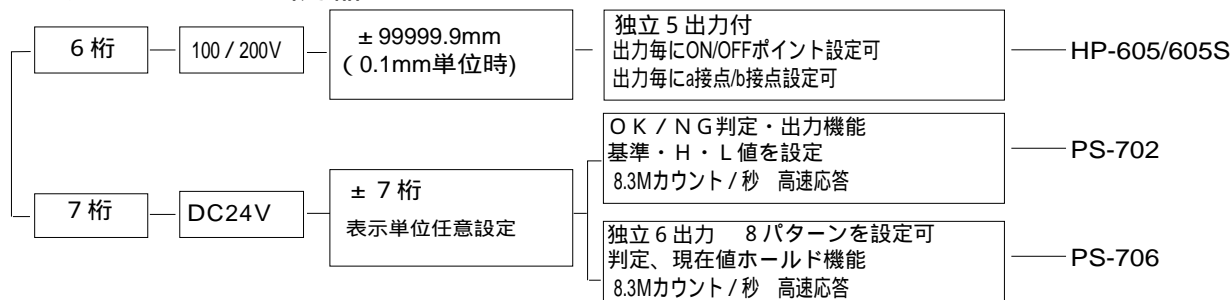 ６桁
100 / 200V
± 99999.9mm
( 0.1mm単位時)
独立５出力付
出力毎にON/OFFポイント設定可
出力毎にa接点/b接点設定可
HP-605/605S
７桁
DC24V
± ７桁
表示単位任意設定
ＯＫ／ＮＧ判定・出力機能
基準・Ｈ・Ｌ値を設定
8.3Mカウント / 秒　高速応答
PS-702
独立６出力　８パターンを設定可
判定、現在値ホールド機能
8.3Mカウント / 秒　高速応答
PS-706